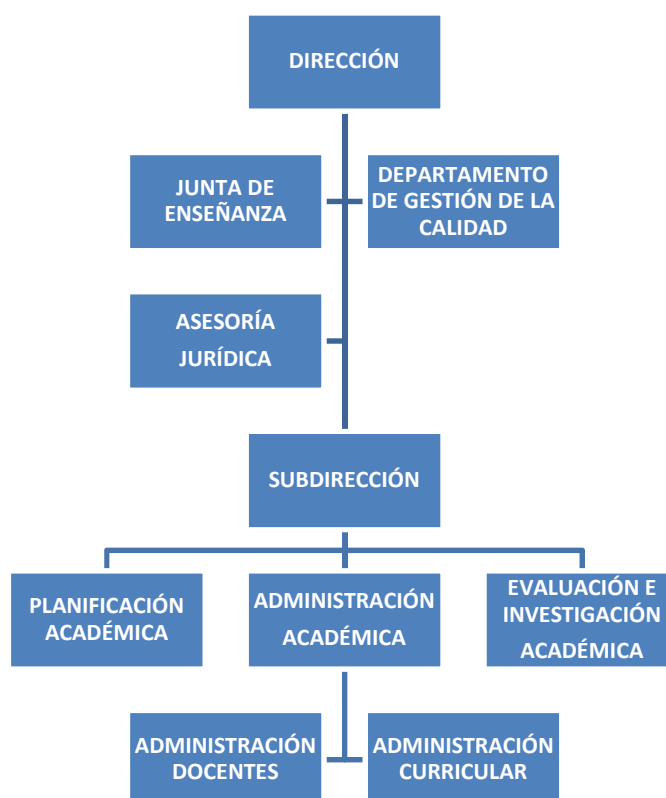 DIRECCIÓN
JUNTA DE
ENSEÑANZA
DEPARTAMENTO
DE GESTIÓN DE LA
CALIDAD
ASESORÍA
JURÍDICA
SUBDIRECCIÓN
PLANIFICACIÓN
ACADÉMICA
ADMINISTRACIÓN
ACADÉMICA
EVALUACIÓN E
INVESTIGACIÓN
ACADÉMICA
ADMINISTRACIÓN
DOCENTES
ADMINISTRACIÓN
CURRICULAR